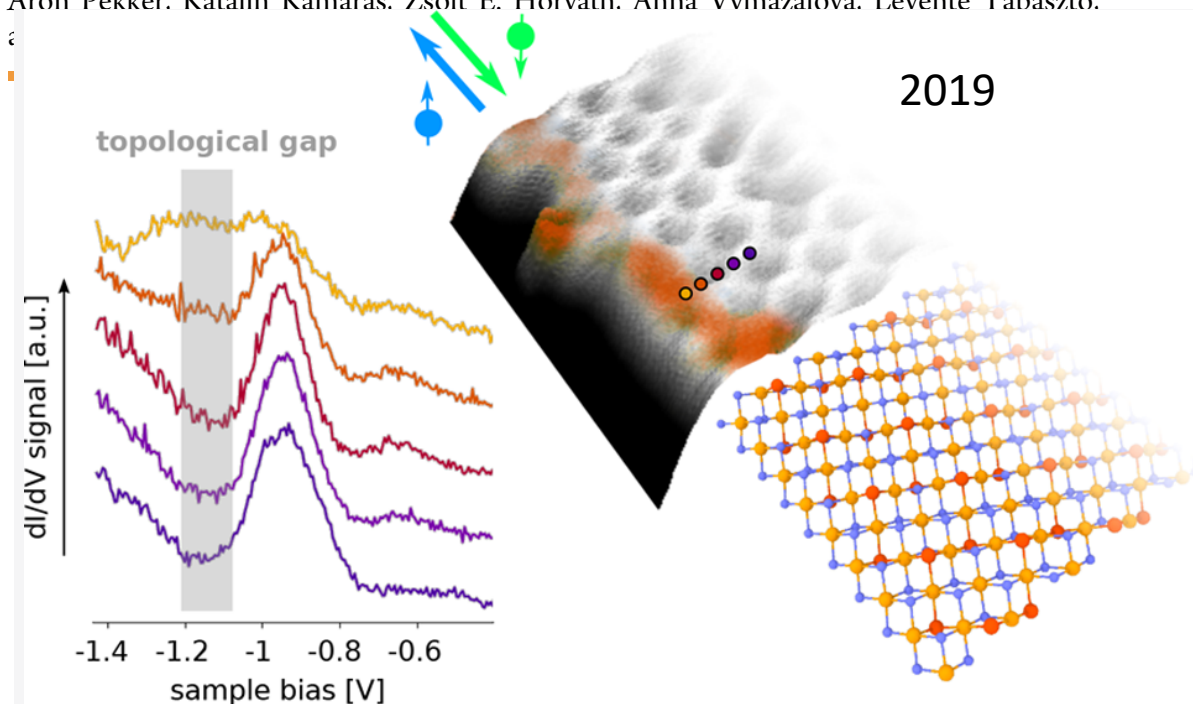 Áron Pekker, Katalin Kamarás, Zsolt E. Horváth, Anna Vymazalová, Levente Tapasztó,
2019
topological gap
dI/dV signal [a.u.]
-1.4 -1.2 -1 -0.8 -0.6
sample bias [V]